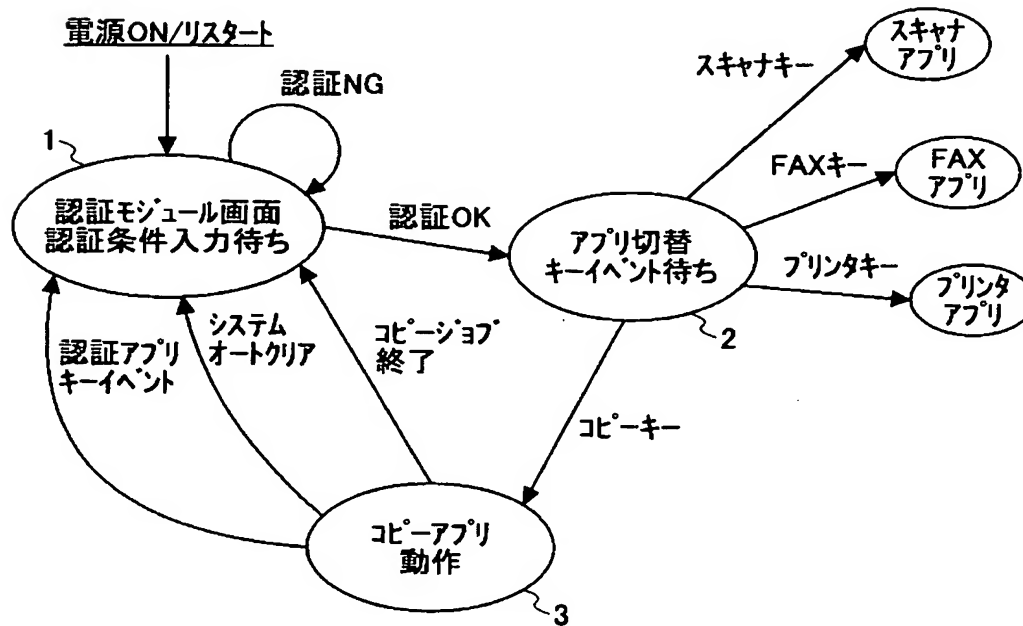 電源ON/リスタート
認証NG
1
認証モジュール画面
認証条件入力待ち
認証OK
スキャナキー
スキャナ
アプリ
FAXキー
FAX
アプリ
アプリ切替
キーイベント待ち
プリンタキー
プリンタ
アプリ
2
認証アプリ
キーイベント
システム
オートクリア
コピージョブ
終了
コピーキー
コピーアプリ
動作
3